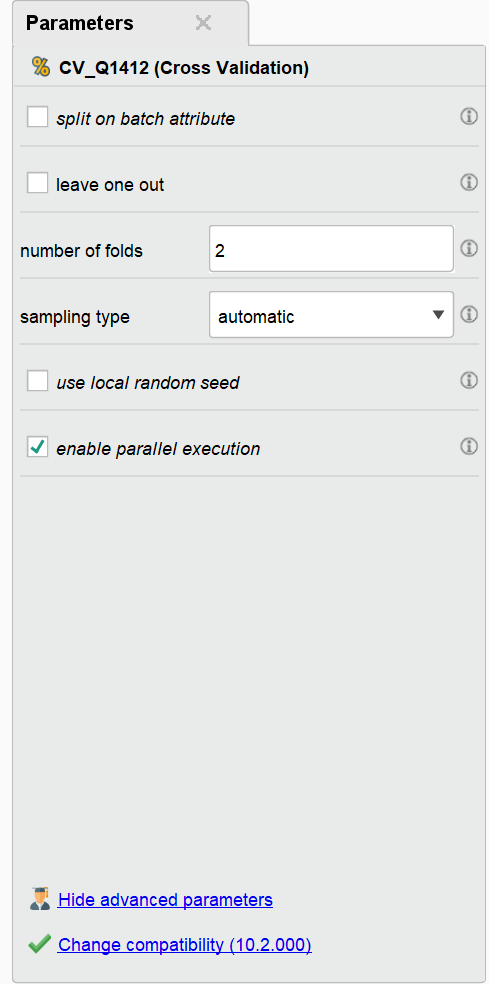 Parameters
CV_Q1412 (Cross Validation)
split on batch attribute
leave one out
number of folds 2
sampling type automatic
use local random seed
enable parallel execution
Hide advanced parameters
Change compatibility (10.2.000)